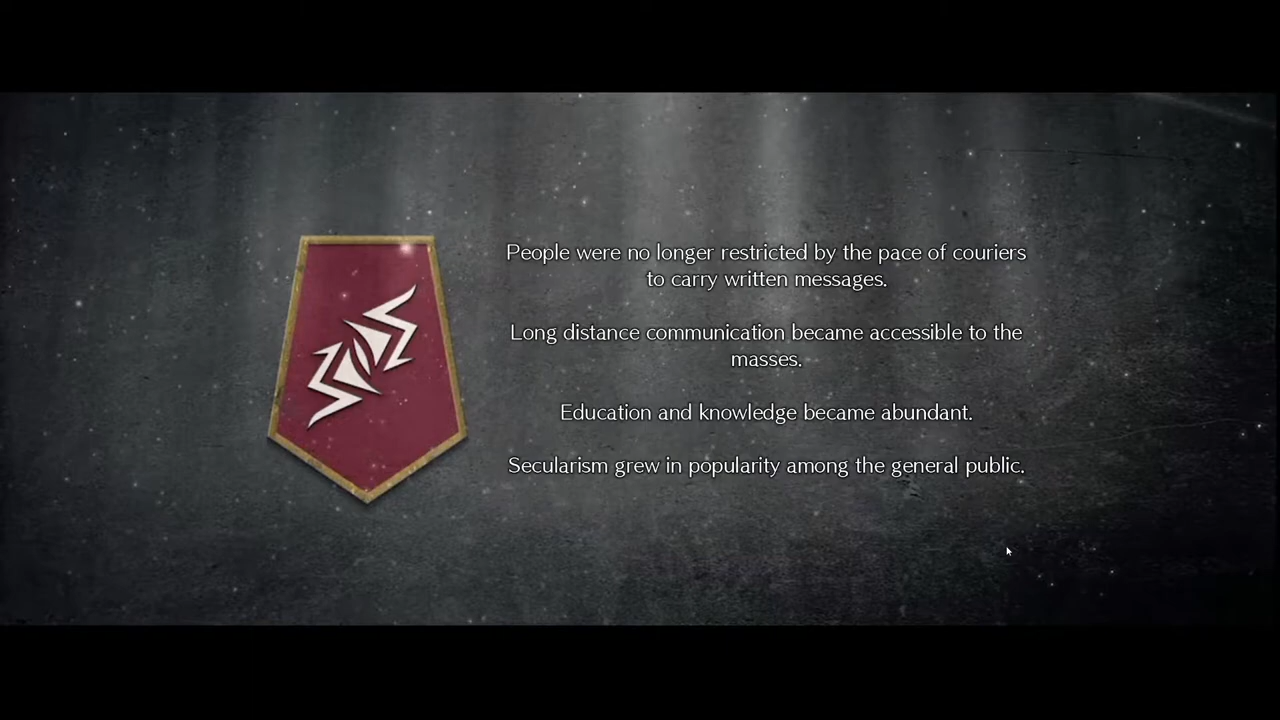 People were no longer restricted by the pace of couriers
to carry written messages.
Long distance communication became accessible to the
masses.
Education and knowledge became abundant.
Secularism grew in popularity among the general public.